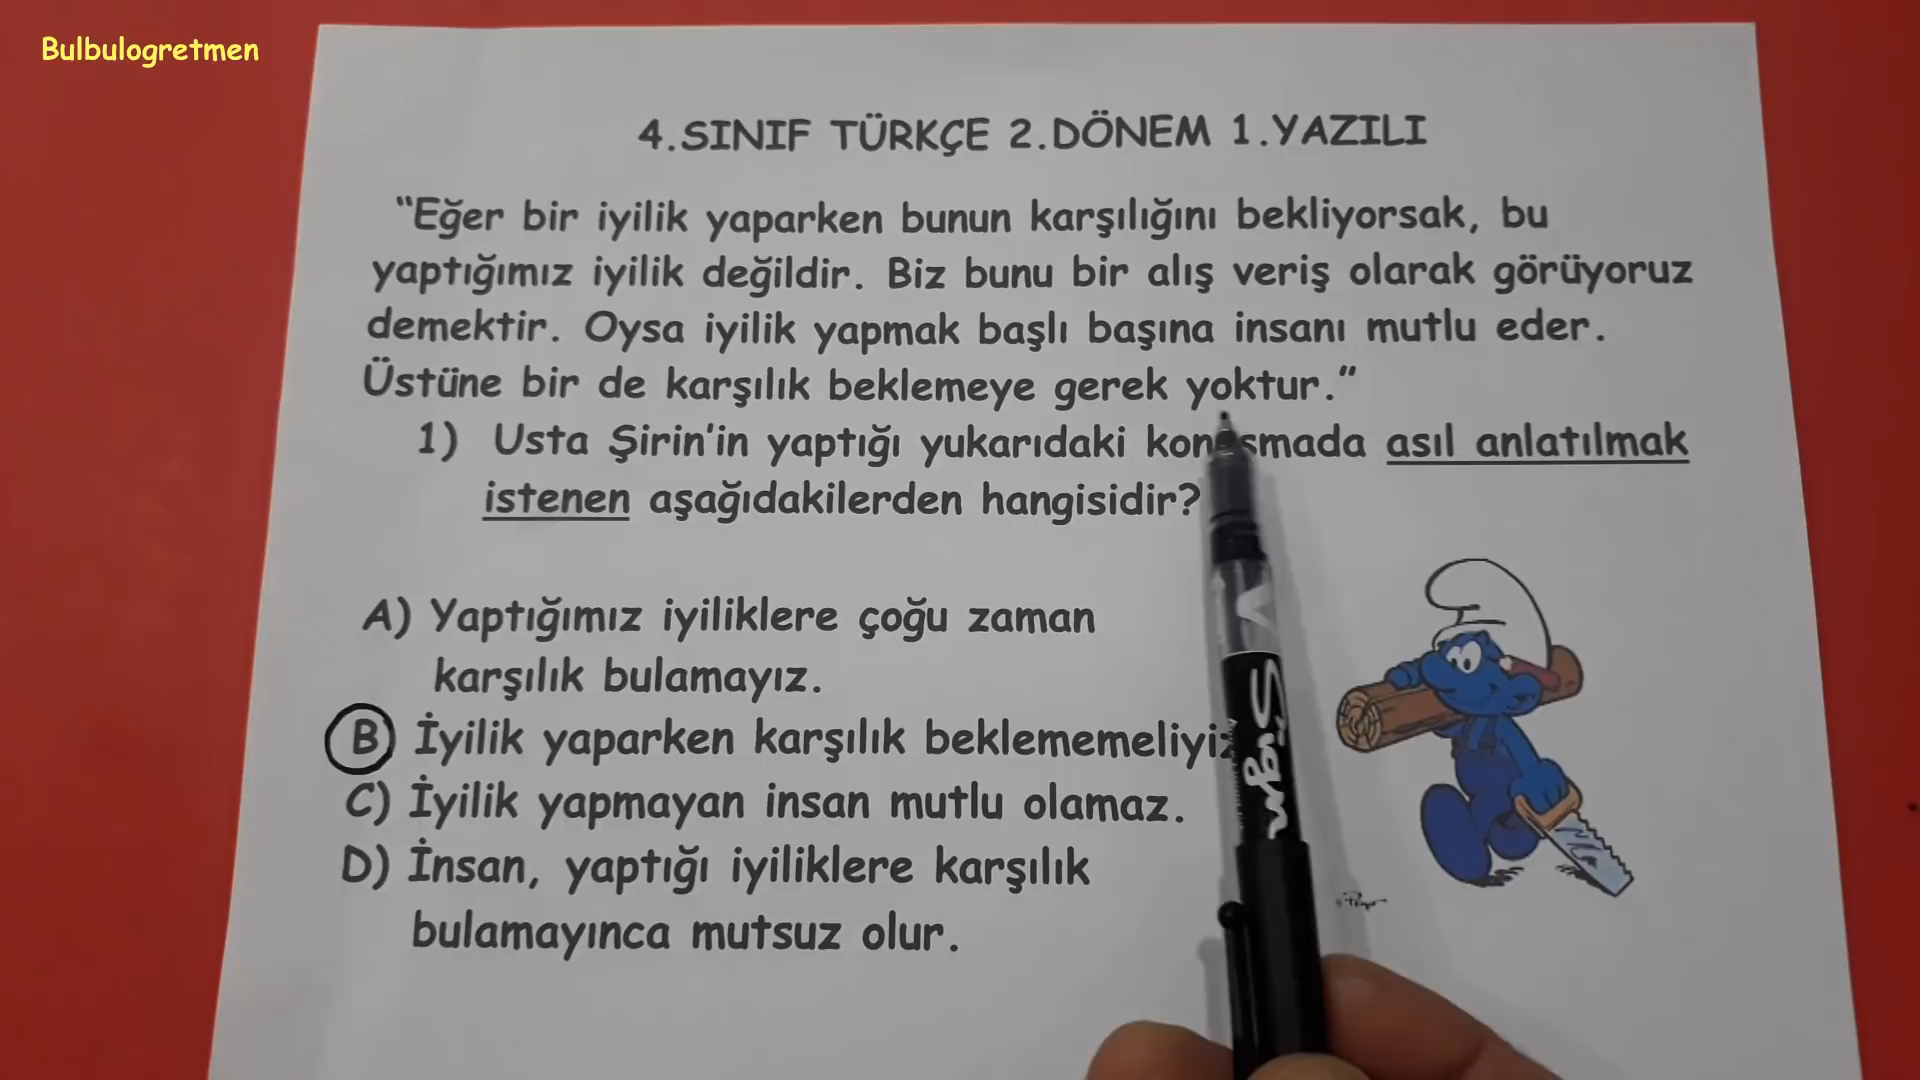 Bulbulogretmen
4.SINIF TÜRKÇE 2.DÖNEM 1.YAZILI
“Eğer bir iyilik yaparken bunun karşılığını bekliyorsak, bu
yaptığımız iyilik değildir. Biz bunu bir alış veriş olarak görüyoruz
demektir. Oysa iyilik yapmak başlı başına insanı mutlu eder.
Üstüne bir de karşılık beklemeye gerek yoktur.”
1) Usta Şirin’in yaptığı yukarıdaki konuşmada asıl anlatılmak
istenen aşağıdakilerden hangisidir?
A) Yaptığımız iyiliklere çoğu zaman
karşılık bulamayız.
B) İyilik yaparken karşılık beklememeliyiz
C) İyilik yapmayan insan mutlu olamaz.
D) İnsan, yaptığı iyiliklere karşılık
bulamayınca mutsuz olur.
Signo